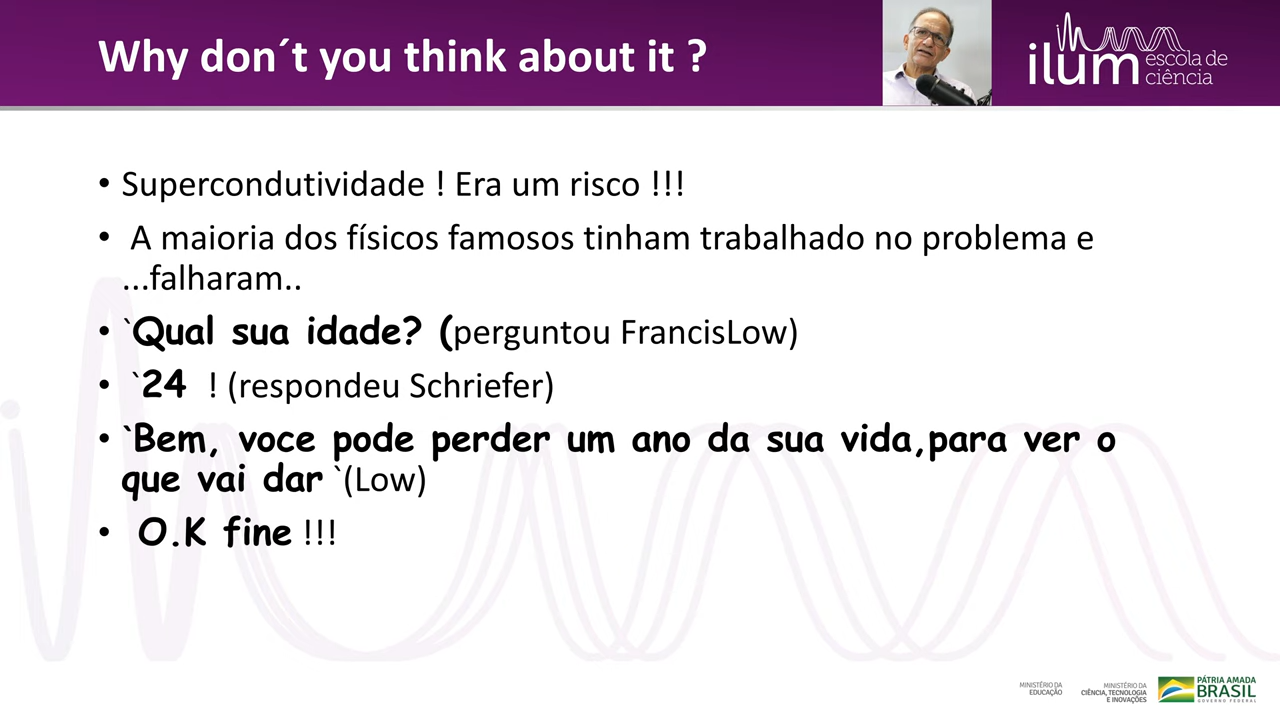 Why don´t you think about it ?
ilum escola de
ciência
• Supercondutividade ! Era um risco !!!
• A maioria dos físicos famosos tinham trabalhado no problema e
...falharam..
• `Qual sua idade? (perguntou FrancisLow)
• `24 ! (respondeu Schriefer)
• `Bem, voce pode perder um ano da sua vida,para ver o
que vai dar `(Low)
• O.K fine !!!
MINISTÉRIO DA
EDUCAÇÃO
MINISTÉRIO DA
CIÊNCIA, TECNOLOGIA
E INOVAÇÕES
PÁTRIA AMADA
BRASIL
GOVERNO FEDERAL